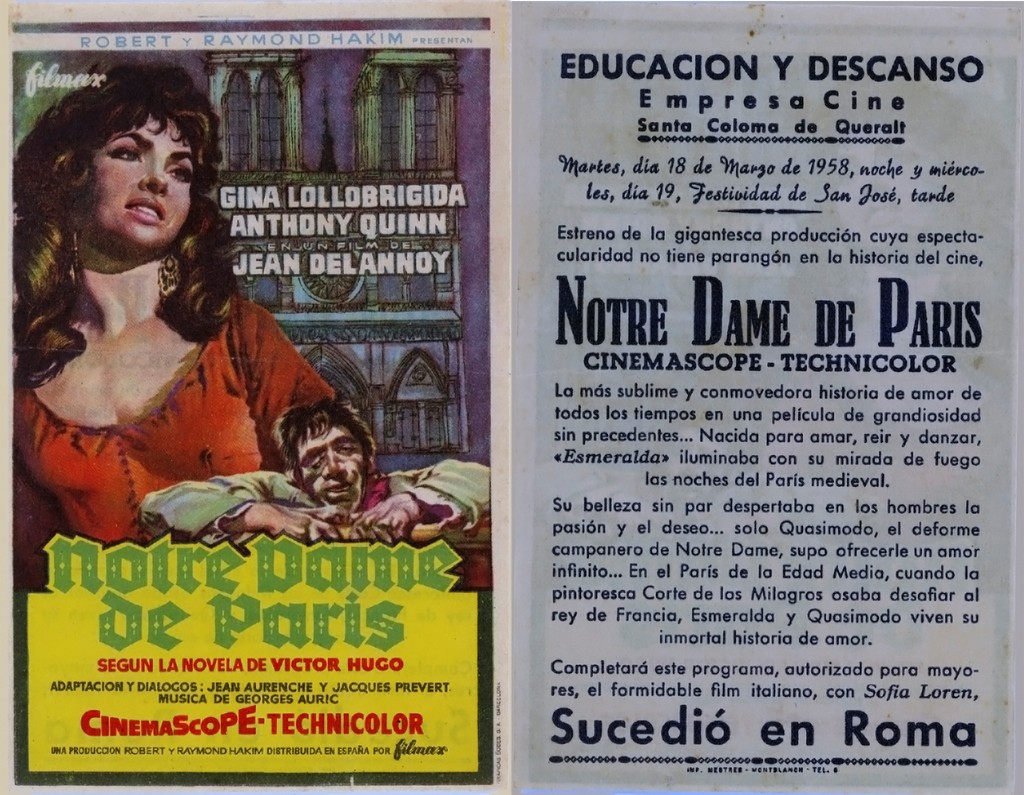 ROBERT Y RAYMOND HAKIM PRESENTAN
filmax
GINA LOLLOBRIGIDA
ANTHONY QUINN
EN UN FILM DE
JEAN DELANNOY
Notre Dame
de Paris
SEGUN LA NOVELA DE VICTOR HUGO
ADAPTACION Y DIALOGOS: JEAN AURENCHE Y JACQUES PREVERT
MUSICA DE GEORGES AURIC
CINEMASCOPE-TECHNICOLOR
UNA PRODUCCION ROBERT Y RAYMOND HAKIM DISTRIBUIDA EN ESPAÑA POR filmax
EDUCACION Y DESCANSO
Empresa Cine
Santa Coloma de Queralt
Martes, día 18 de Marzo de 1958, noche y miérco-
les, día 19, Festividad de San José, tarde
Estreno de la gigantesca producción cuya especta-
cularidad no tiene parangón en la historia del cine,
NOTRE DAME DE PARIS
CINEMASCOPE - TECHNICOLOR
La más sublime y conmovedora historia de amor de
todos los tiempos en una película de grandiosidad
sin precedentes... Nacida para amar, reir y danzar,
«Esmeralda» iluminaba con su mirada de fuego
las noches del París medieval.
Su belleza sin par despertaba en los hombres la
pasión y el deseo... solo Quasimodo, el deforme
campanero de Notre Dame, supo ofrecerle un amor
infinito... En el París de la Edad Media, cuando la
pintoresca Corte de los Milagros osaba desafiar al
rey de Francia, Esmeralda y Quasimodo viven su
inmortal historia de amor.
Completará este programa, autorizado para mayo-
res, el formidable film italiano, con Sofía Loren,
Sucedió en Roma
IMP. MESTRES - MONTBLANCH - TEL. 6